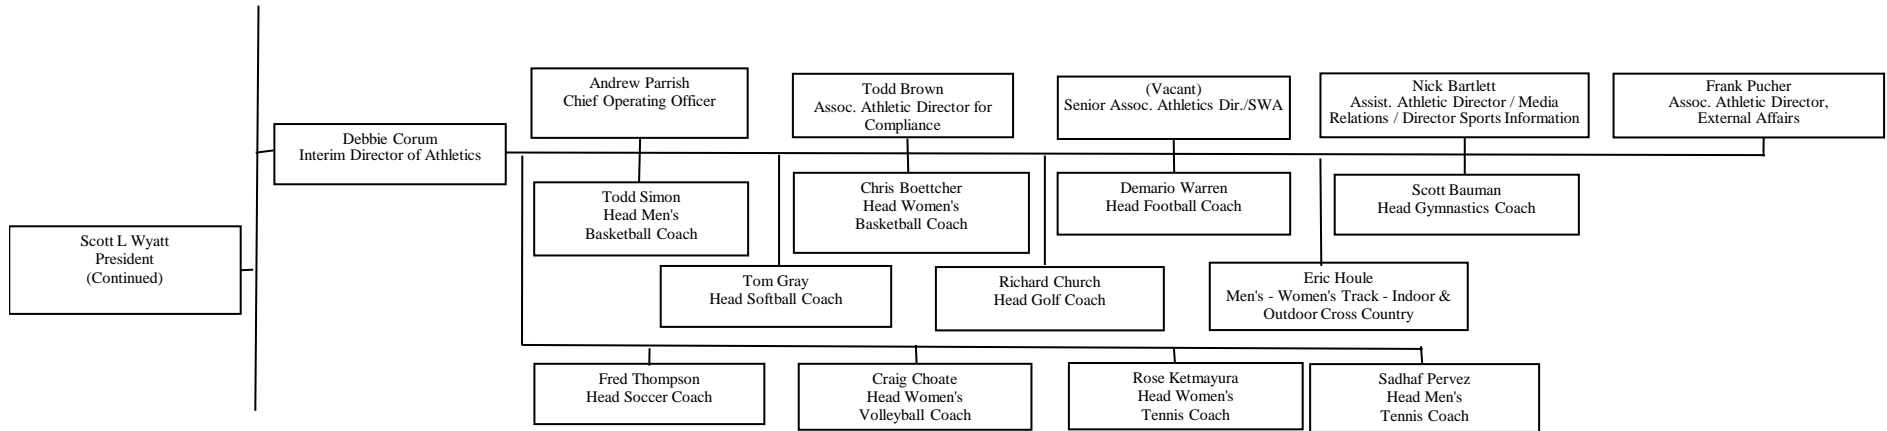 Andrew Parrish
Chief Operating Officer
Todd Brown
Assoc. Athletic Director for
Compliance
(Vacant)
Senior Assoc. Athletics Dir./SWA
Nick Bartlett
Assist. Athletic Director / Media
Relations / Director Sports Information
Frank Pucher
Assoc. Athletic Director,
External Affairs
Debbie Corum
Interim Director of Athletics
Todd Simon
Head Men's
Basketball Coach
Chris Boettcher
Head Women's
Basketball Coach
Demario Warren
Head Football Coach
Scott Bauman
Head Gymnastics Coach
Scott L Wyatt
President
(Continued)
Tom Gray
Head Softball Coach
Richard Church
Head Golf Coach
Eric Houle
Men's - Women's Track - Indoor &
Outdoor Cross Country
Fred Thompson
Head Soccer Coach
Craig Choate
Head Women's
Volleyball Coach
Rose Ketmayura
Head Women's
Tennis Coach
Sadhaf Pervez
Head Men's
Tennis Coach